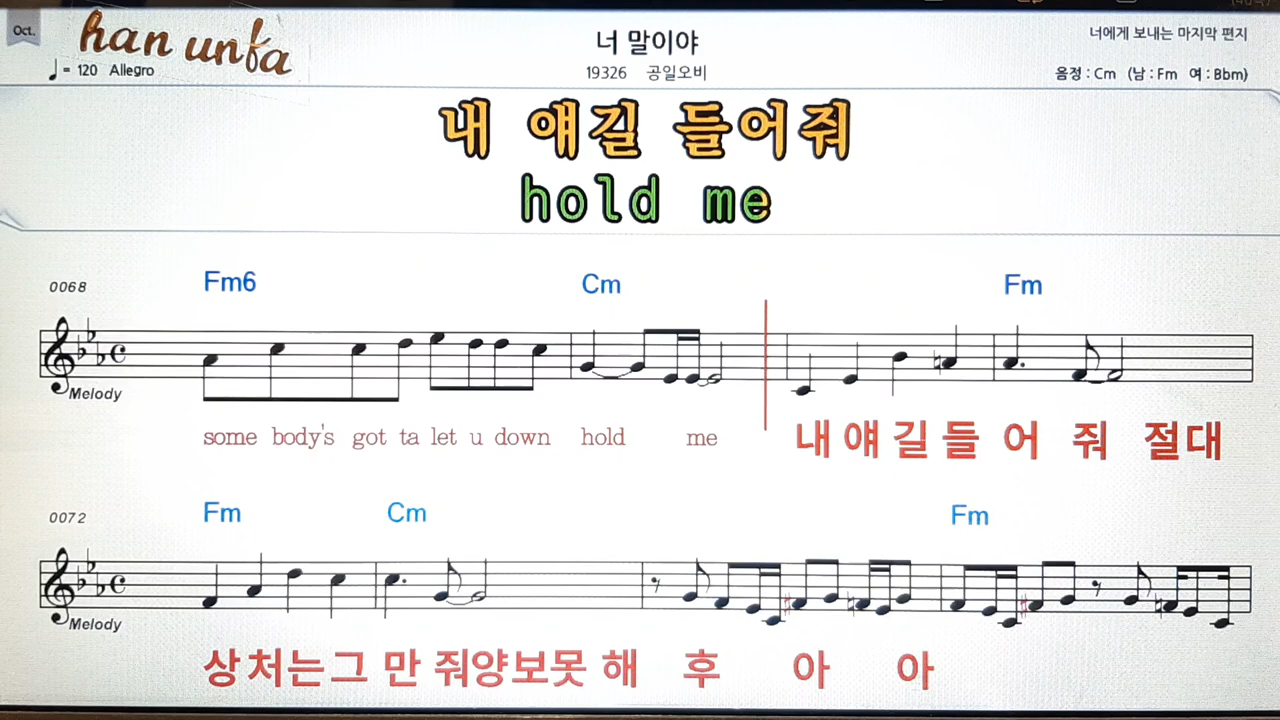 Oct.
han unfa
너 말이야
너에게 보내는 마지막 편지
♩ = 120 Allegro
19326 공일오비
음정 : Cm (남 : Fm 여 : Bbm)
내 얘길 들어줘
hold me
0068
Fm6 Cm Fm
Melody
some body's got ta let u down hold me 내 얘 길 들 어 줘 절대
0072
Fm Cm Fm
Melody
상처는그 만 줘양보못 해 후 아 아